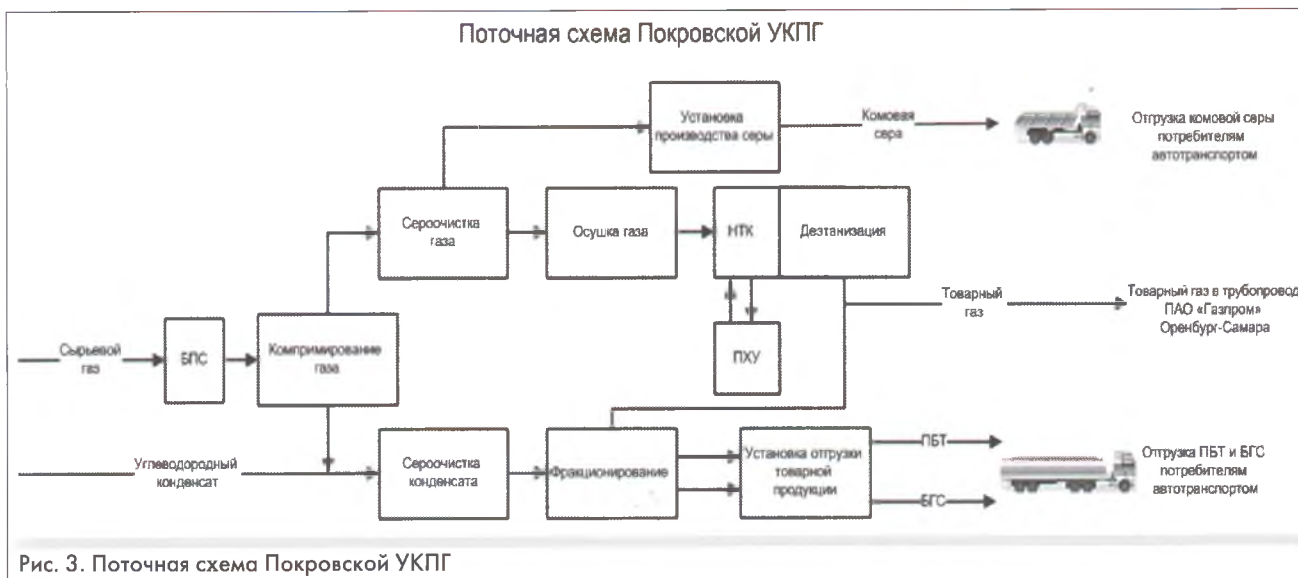 Поточная схема Покровской УКПГ
Установка
производства серы
Комовая
сера
Отгрузка комовой серы
потребителям
автотранспортом
Сероочистка
газа
Осушка газа
НТК
Деэтанизация
Товарный
газ
Товарный газ в трубопровод
ПАО «Газпром»
Оренбург-Самара
Сырьевой
газ
БПС
Компримирование
газа
ПХУ
Углеводородный
конденсат
Сероочистка
конденсата
Фракционирование
Установка отгрузки
товарной
продукции
ПБТ
БГС
Отгрузка ПБТ и БГС
потребителям
автотранспортом
Рис. 3. Поточная схема Покровской УКПГ